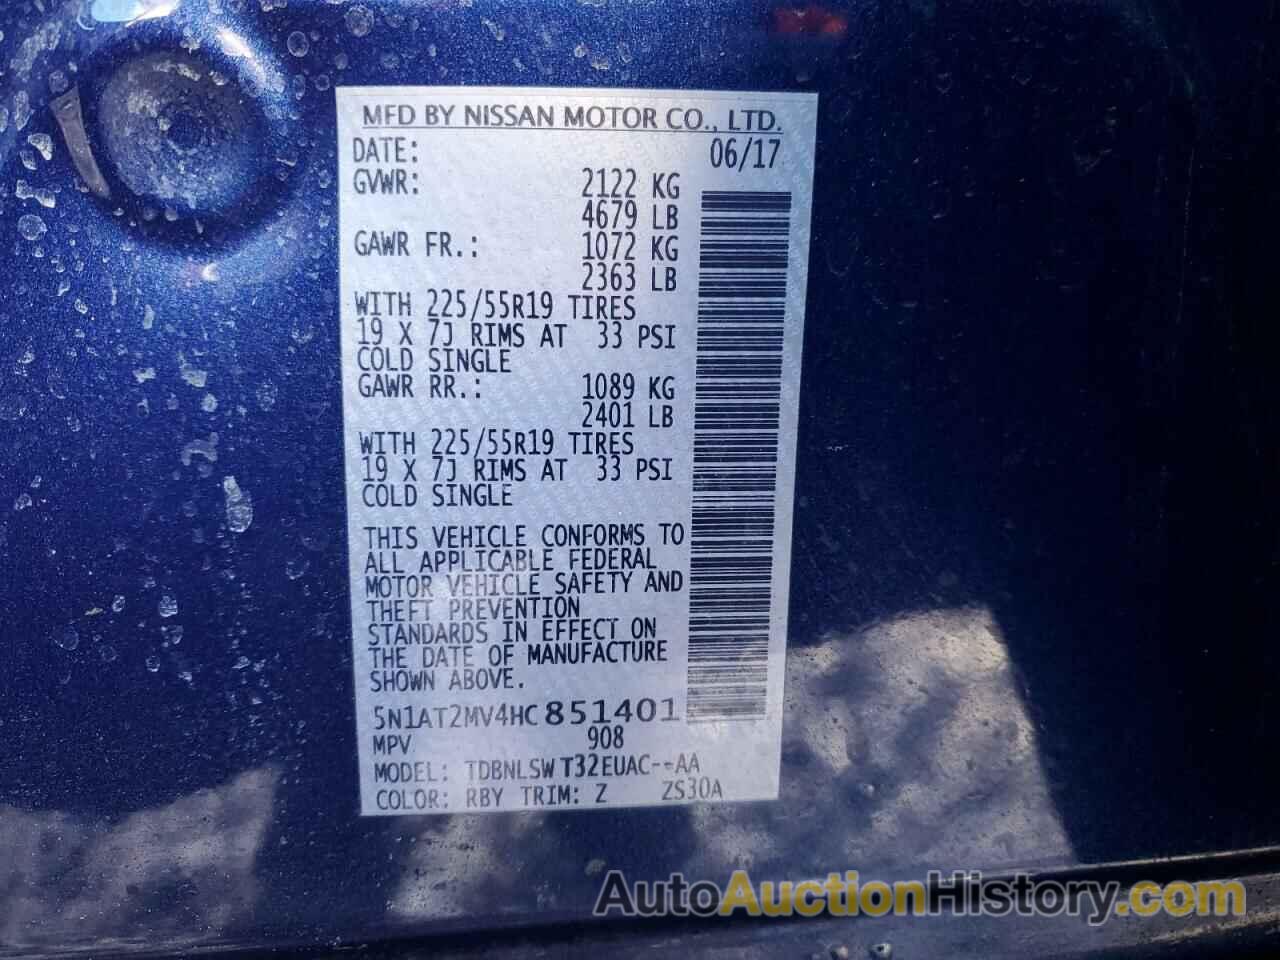 MFD BY NISSAN MOTOR CO., LTD.
DATE: 06/17
GVWR: 2122 KG
4679 LB
GAWR FR.: 1072 KG
2363 LB
WITH 225/55R19 TIRES
19 X 7J RIMS AT 33 PSI
COLD SINGLE
GAWR RR.: 1089 KG
2401 LB
WITH 225/55R19 TIRES
19 X 7J RIMS AT 33 PSI
COLD SINGLE
THIS VEHICLE CONFORMS TO
ALL APPLICABLE FEDERAL
MOTOR VEHICLE SAFETY AND
THEFT PREVENTION
STANDARDS IN EFFECT ON
THE DATE OF MANUFACTURE
SHOWN ABOVE.
5N1AT2MV4HC851401
MPV 908
MODEL: TDBNLSW T32EUAC--AA
COLOR: RBY TRIM: Z ZS30A
AutoAuctionHistory.com